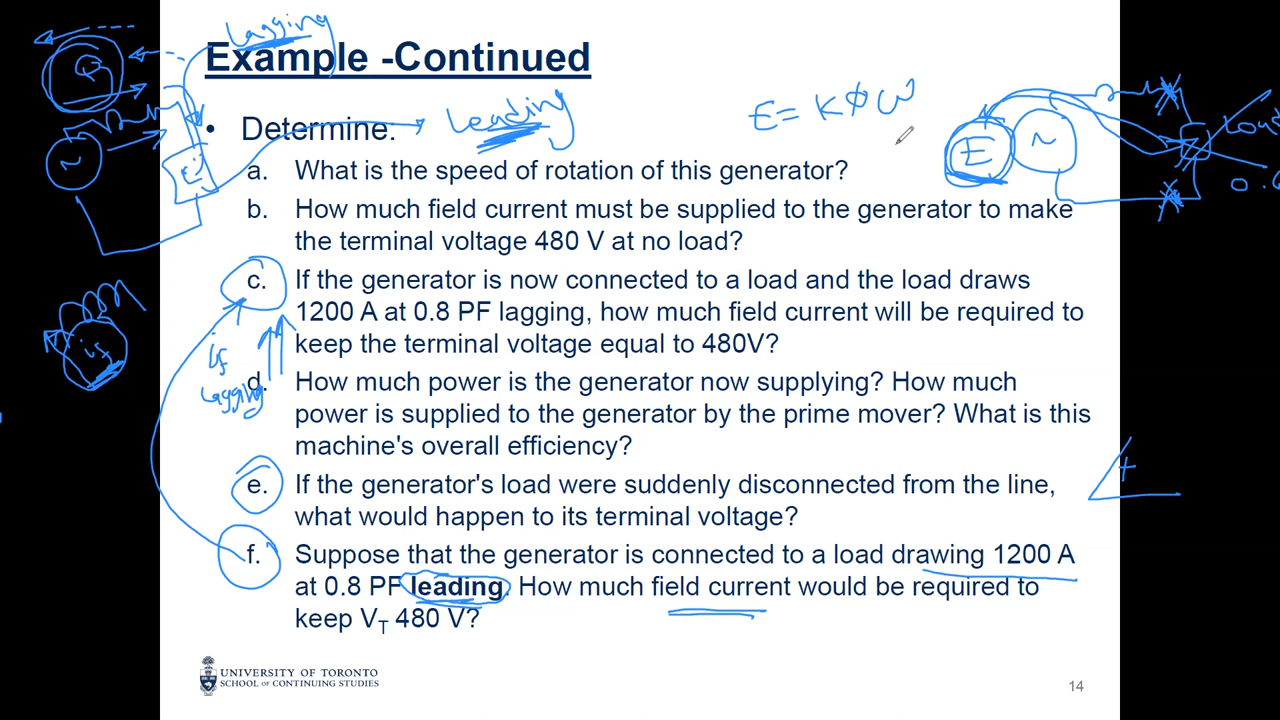 lagging
Example -Continued
leading
E = K φ ω
• Determine:
a. What is the speed of rotation of this generator?
b. How much field current must be supplied to the generator to make
the terminal voltage 480 V at no load?
c. If the generator is now connected to a load and the load draws
1200 A at 0.8 PF lagging, how much field current will be required to
keep the terminal voltage equal to 480V?
d. How much power is the generator now supplying? How much
power is supplied to the generator by the prime mover? What is this
machine's overall efficiency?
e. If the generator's load were suddenly disconnected from the line,
what would happen to its terminal voltage?
f. Suppose that the generator is connected to a load drawing 1200 A
at 0.8 PF leading. How much field current would be required to
keep VT 480 V?
Q
~
E
~
if
if
lagging
+
UNIVERSITY OF TORONTO
SCHOOL OF CONTINUING STUDIES
14